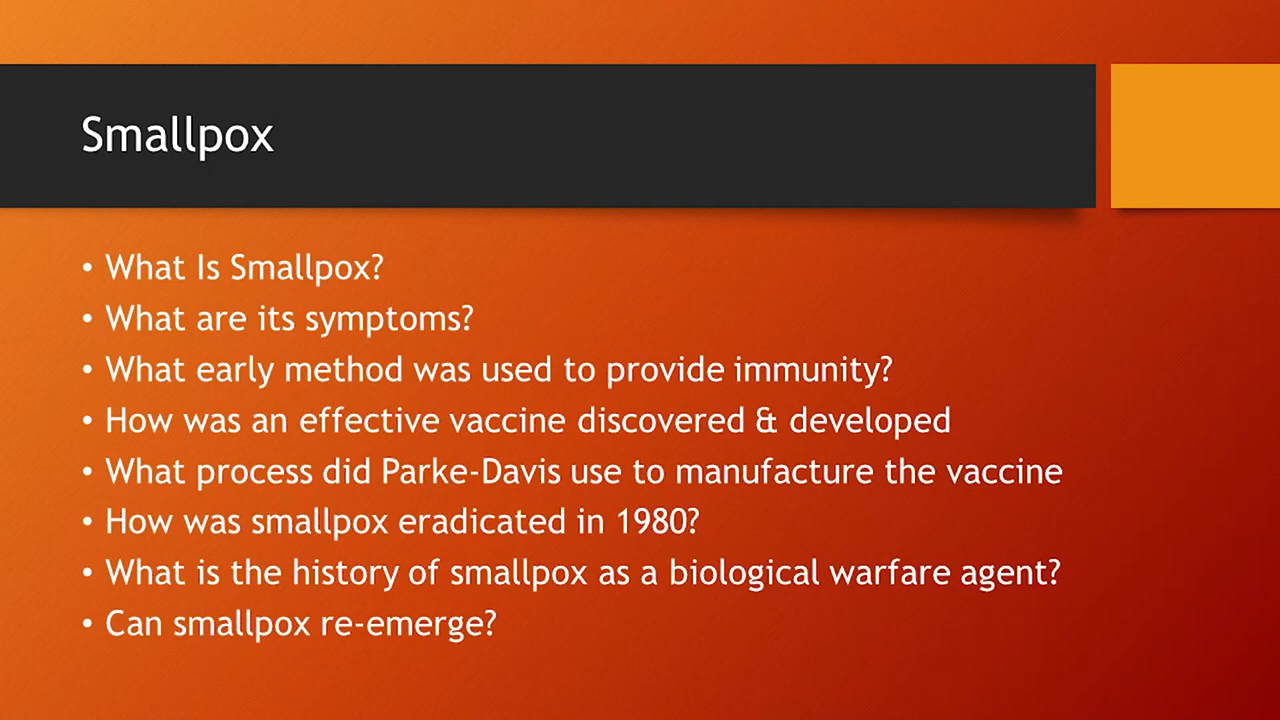 Smallpox
• What Is Smallpox?
• What are its symptoms?
• What early method was used to provide immunity?
• How was an effective vaccine discovered & developed
• What process did Parke-Davis use to manufacture the vaccine
• How was smallpox eradicated in 1980?
• What is the history of smallpox as a biological warfare agent?
• Can smallpox re-emerge?